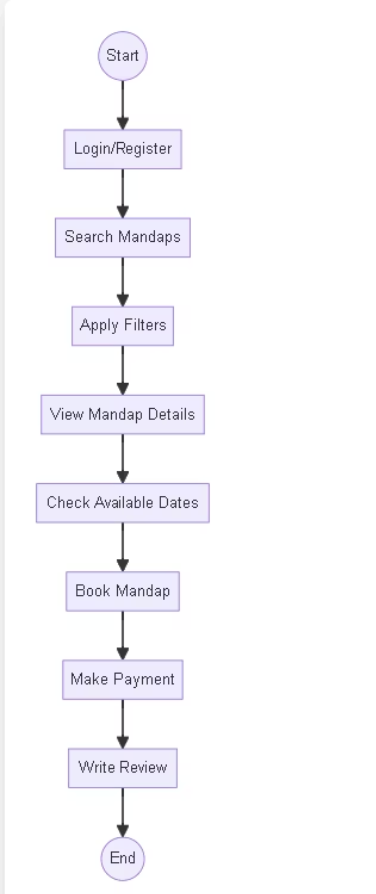 Start
Login/Register
Search Mandaps
Apply Filters
View Mandap Details
Check Available Dates
Book Mandap
Make Payment
Write Review
End